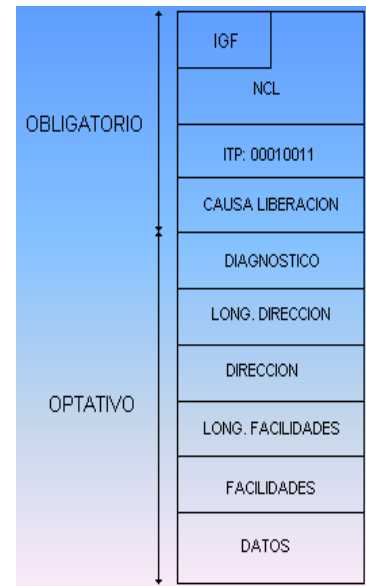 IGF
NCL
OBLIGATORIO
ITP: 00010011
CAUSA LIBERACION
DIAGNOSTICO
LONG. DIRECCION
DIRECCION
OPTATIVO
LONG. FACILIDADES
FACILIDADES
DATOS